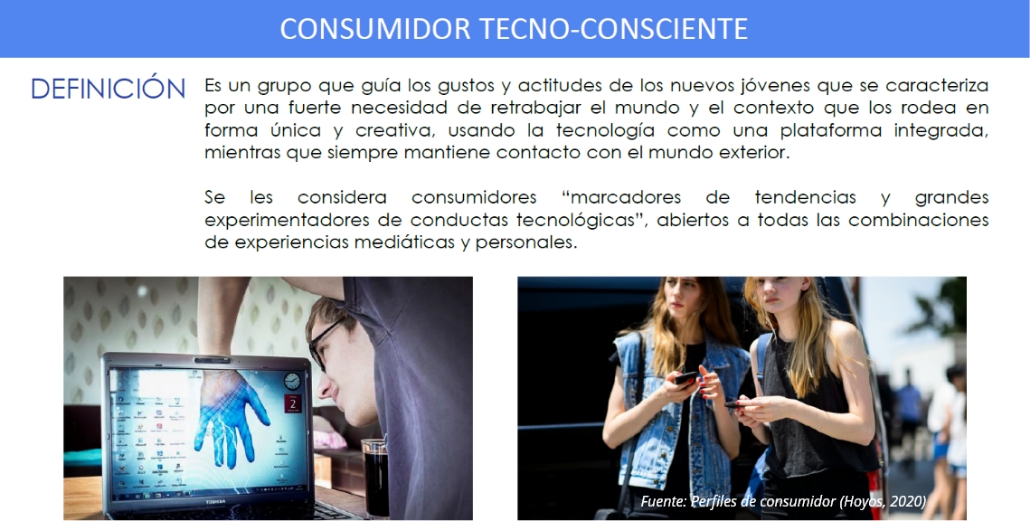 CONSUMIDOR TECNO-CONSCIENTE
DEFINICIÓN
Es un grupo que guía los gustos y actitudes de los nuevos jóvenes que se caracteriza
por una fuerte necesidad de retrabajar el mundo y el contexto que los rodea en
forma única y creativa, usando la tecnología como una plataforma integrada,
mientras que siempre mantiene contacto con el mundo exterior.
Se les considera consumidores “marcadores de tendencias y grandes
experimentadores de conductas tecnológicas”, abiertos a todas las combinaciones
de experiencias mediáticas y personales.
2
TOSHIBA
Fuente: Perfiles de consumidor (Hoyos, 2020)